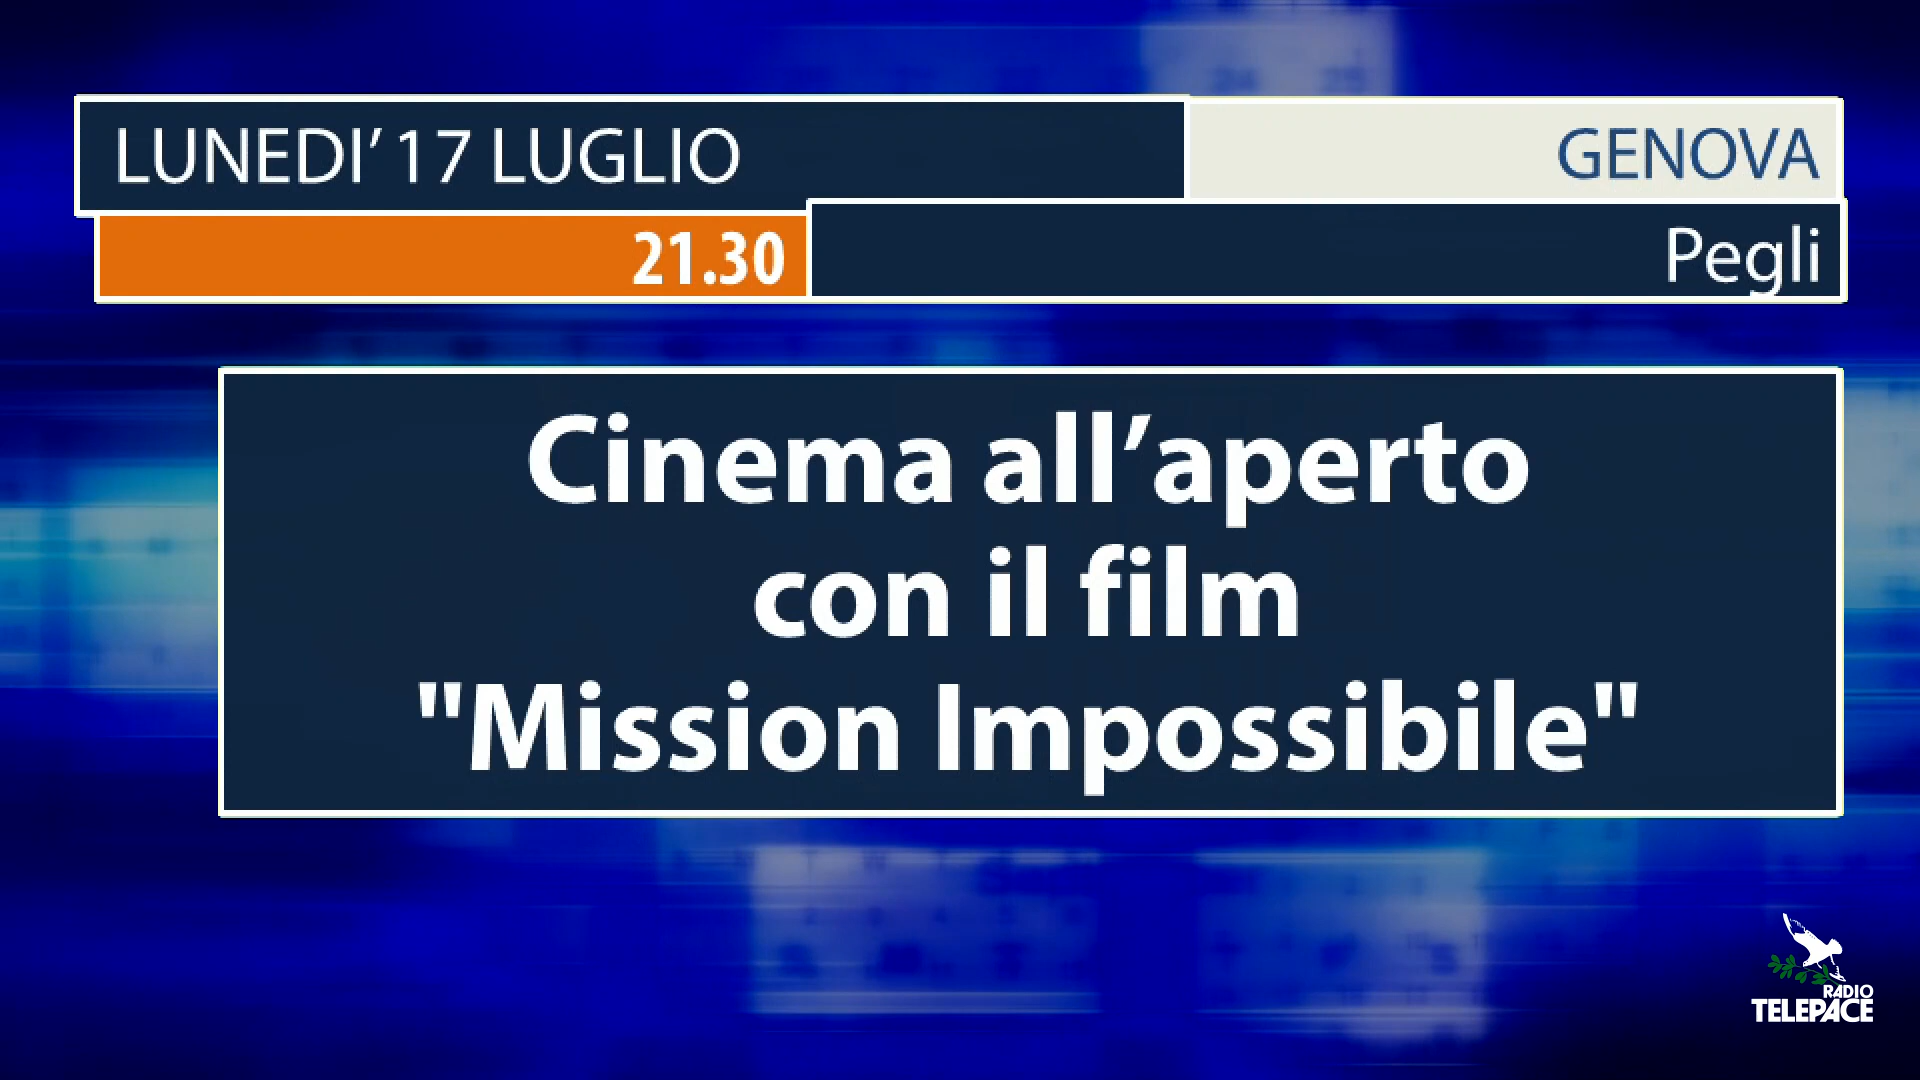 LUNEDI’ 17 LUGLIO
GENOVA
21.30
Pegli
Cinema all’aperto
con il film
"Mission Impossibile"
RADIO
TELEPACE